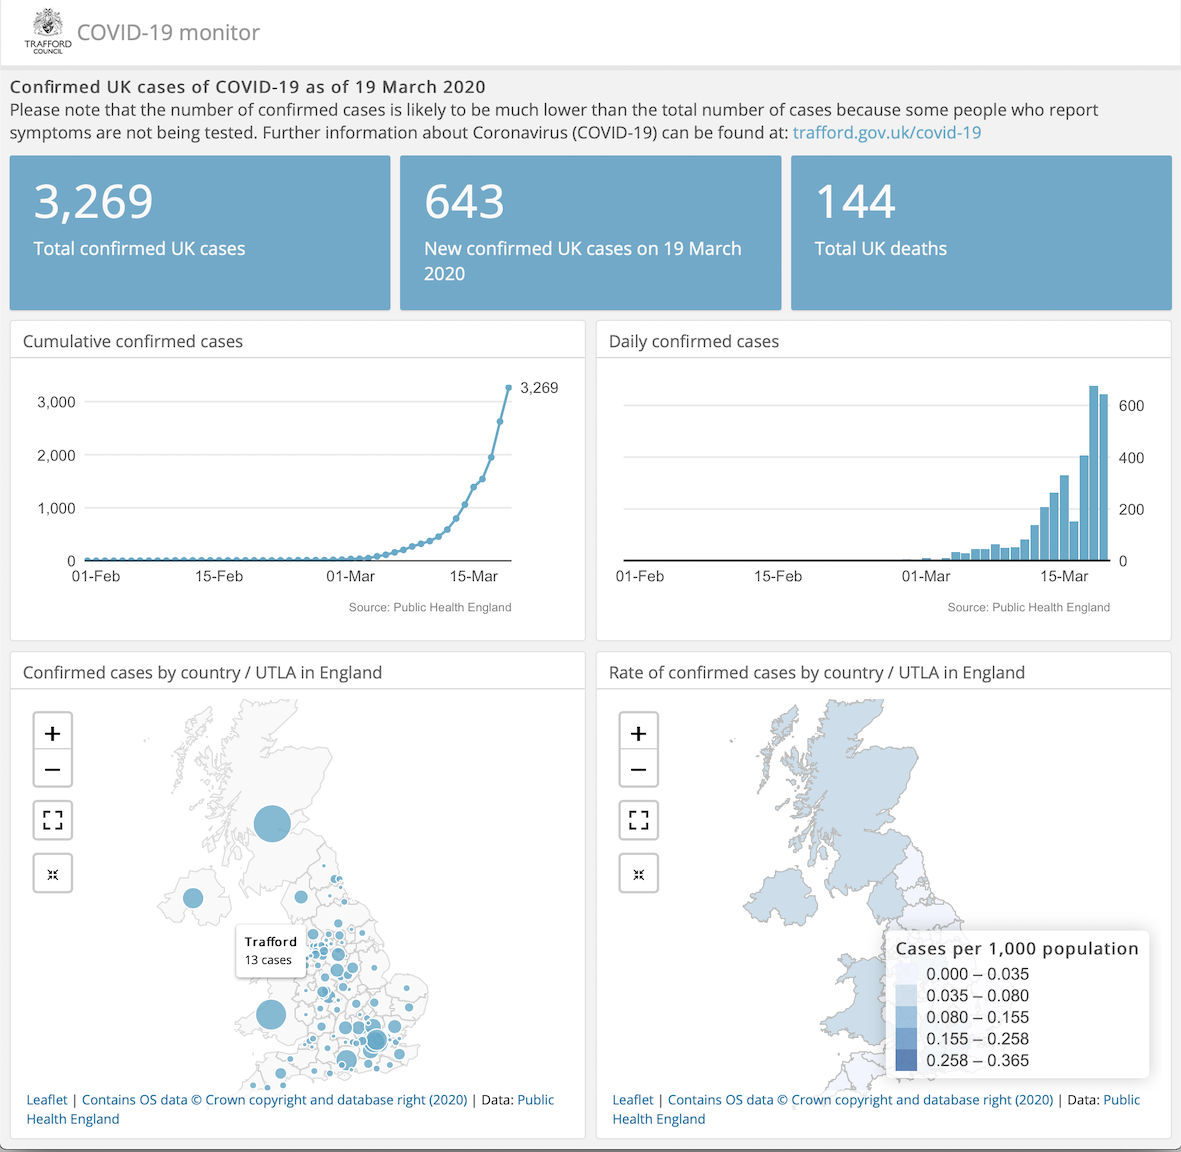 TRAFFORD
COUNCIL
COVID-19 monitor
Confirmed UK cases of COVID-19 as of 19 March 2020
Please note that the number of confirmed cases is likely to be much lower than the total number of cases because some people who report
symptoms are not being tested. Further information about Coronavirus (COVID-19) can be found at: trafford.gov.uk/covid-19
3,269
Total confirmed UK cases
643
New confirmed UK cases on 19 March
2020
144
Total UK deaths
Cumulative confirmed cases
3,269
3,000
2,000
1,000
0
01-Feb 15-Feb 01-Mar 15-Mar
Source: Public Health England
Daily confirmed cases
600
400
200
0
01-Feb 15-Feb 01-Mar 15-Mar
Source: Public Health England
Confirmed cases by country / UTLA in England
+
−
Trafford
13 cases
Leaflet | Contains OS data © Crown copyright and database right (2020) | Data: Public
Health England
Rate of confirmed cases by country / UTLA in England
+
−
Cases per 1,000 population
0.000 – 0.035
0.035 – 0.080
0.080 – 0.155
0.155 – 0.258
0.258 – 0.365
Leaflet | Contains OS data © Crown copyright and database right (2020) | Data: Public
Health England